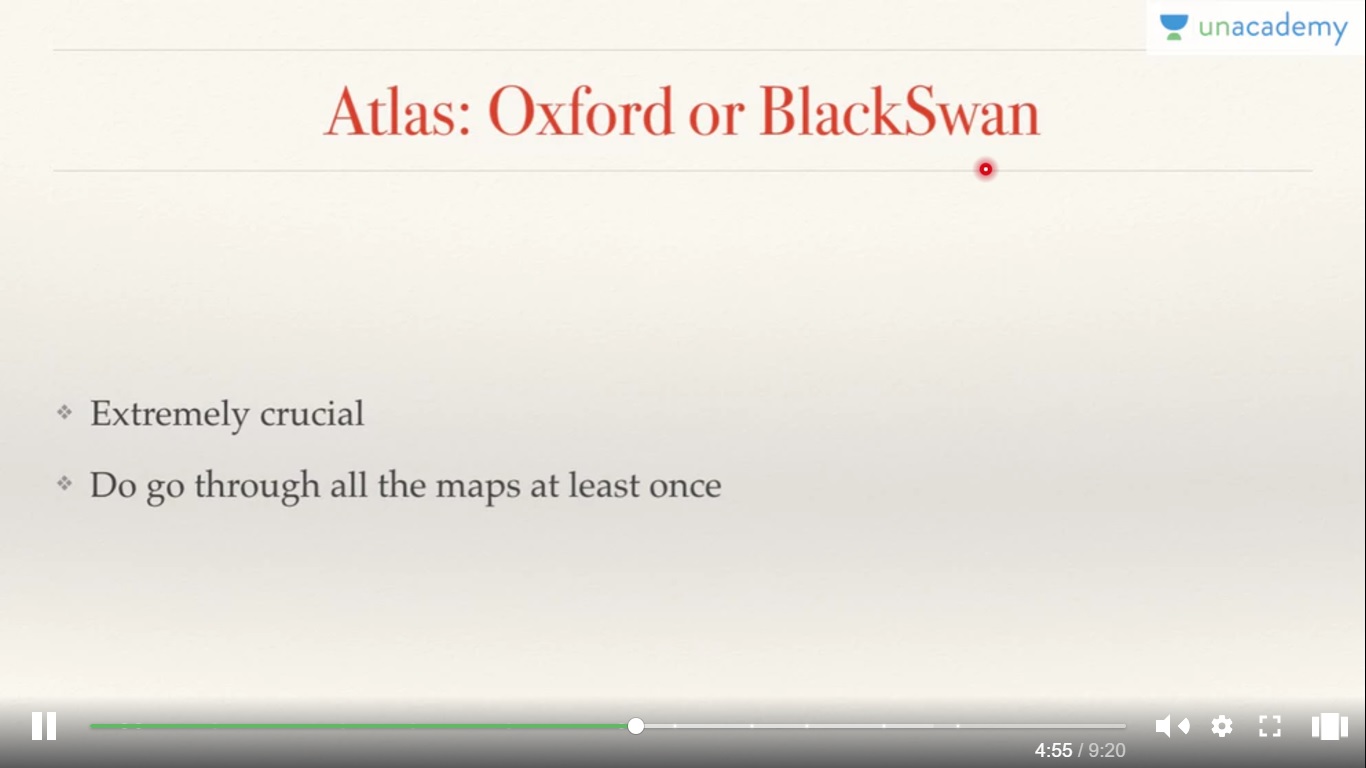 unacademy
Atlas: Oxford or BlackSwan
Extremely crucial
Do go through all the maps at least once
4:55 / 9:20